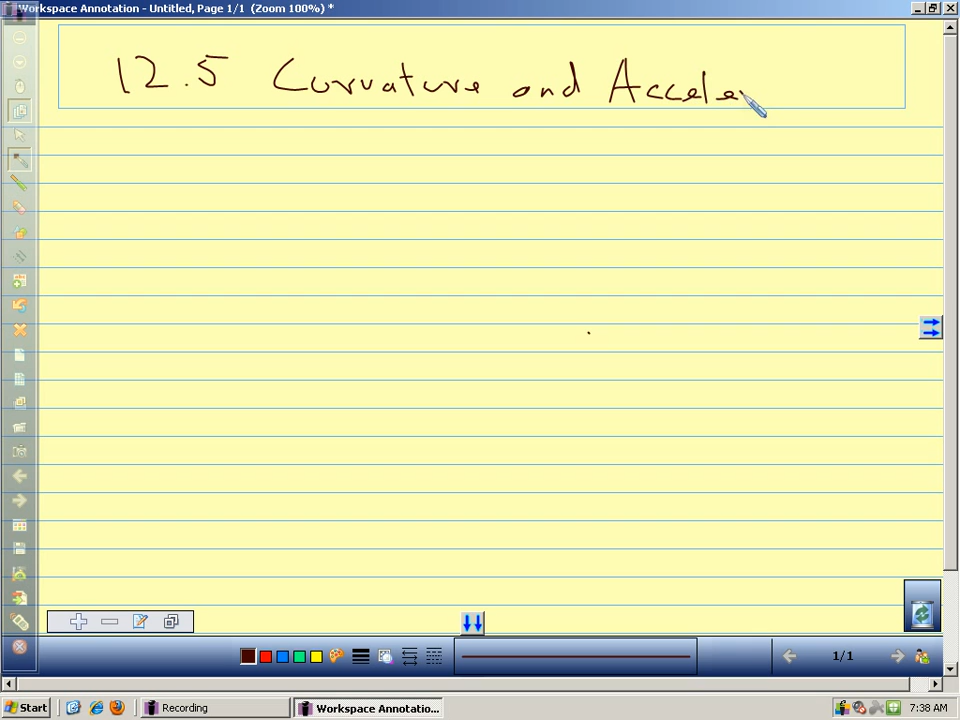 Workspace Annotation - Untitled, Page 1/1 (Zoom 100%) *
12.5 Curvature and Accele
1/1
Start
Recording
Workspace Annotatio...
7:38 AM